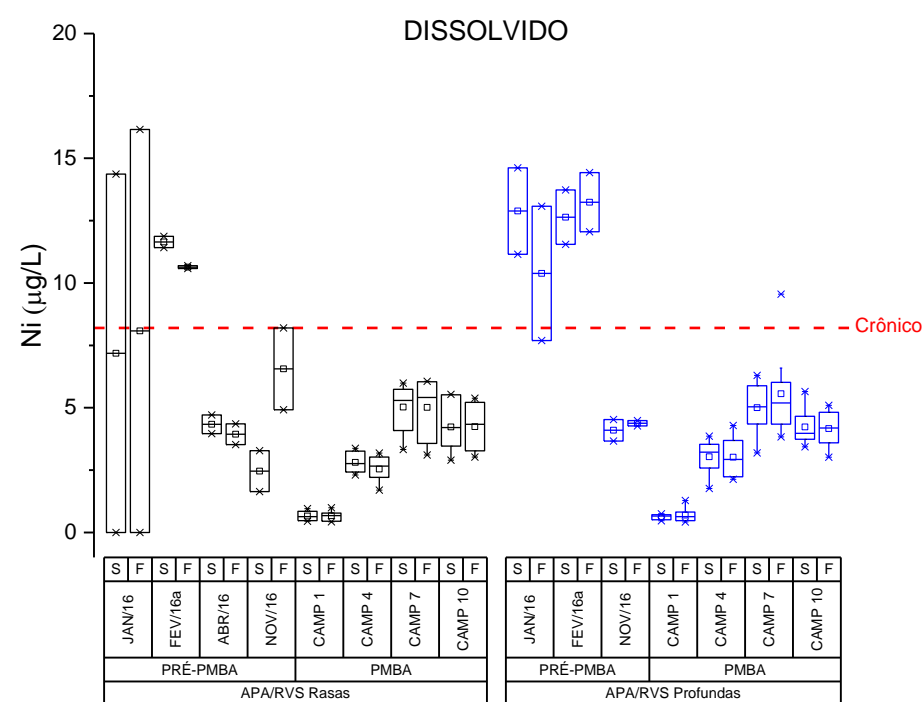 DISSOLVIDO
20
15
10
5
0
Ni (µg/L)
Crônico
S F S F S F S F S F S F S F S F
JAN/16 FEV/16a ABR/16 NOV/16 CAMP 1 CAMP 4 CAMP 7 CAMP 10
PRÉ-PMBA PMBA
APA/RVS Rasas
S F S F S F S F S F S F S F
JAN/16 FEV/16a NOV/16 CAMP 1 CAMP 4 CAMP 7 CAMP 10
PRÉ-PMBA PMBA
APA/RVS Profundas